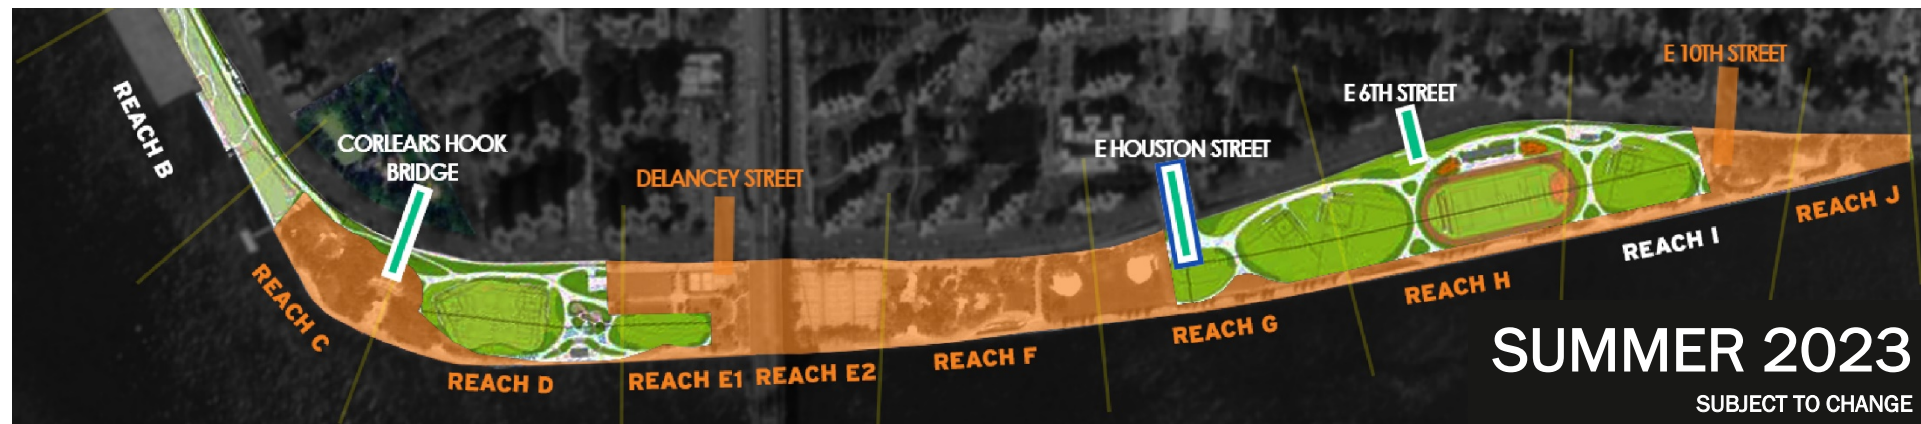 REACH B
CORLEARS HOOK
BRIDGE
DELANCEY STREET
E HOUSTON STREET
E 6TH STREET
E 10TH STREET
REACH C
REACH D
REACH E1
REACH E2
REACH F
REACH G
REACH H
REACH I
REACH J
SUMMER 2023
SUBJECT TO CHANGE